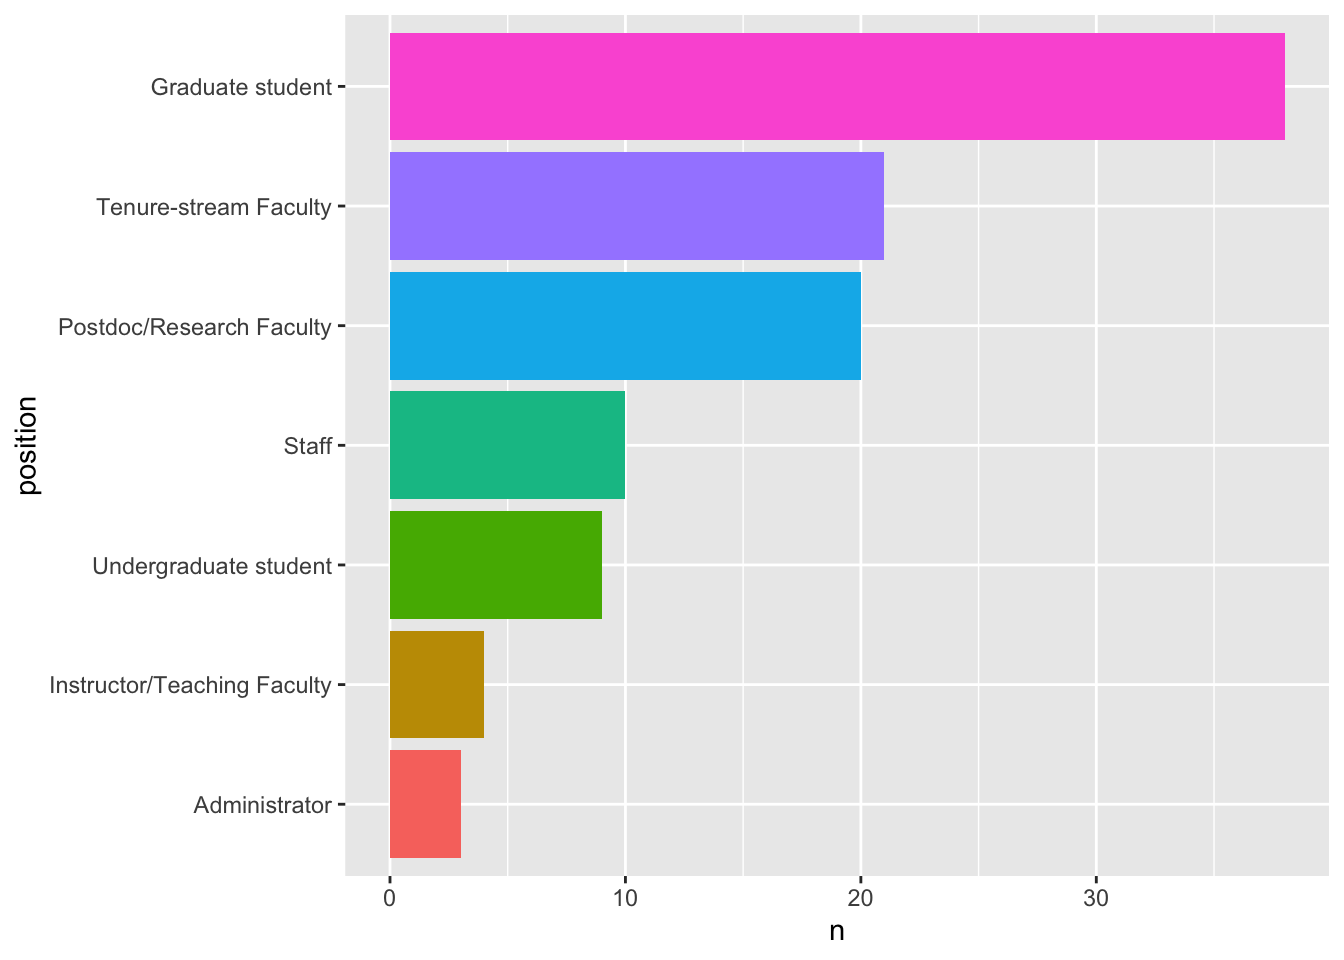 Graduate student
Tenure-stream Faculty
Postdoc/Research Faculty
Staff
Undergraduate student
Instructor/Teaching Faculty
Administrator
position
0 10 20 30
n